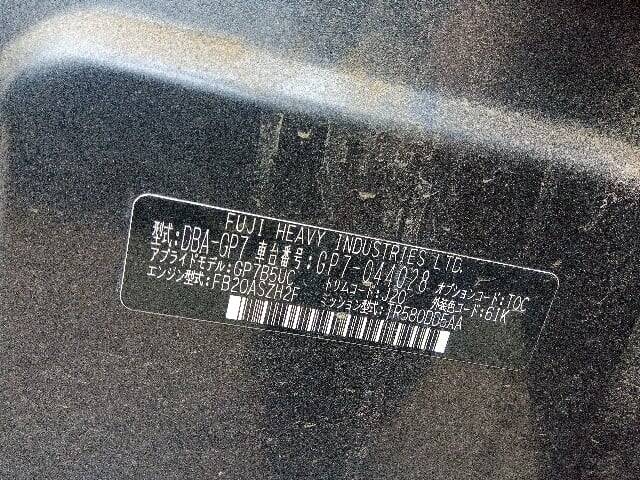 FUJI HEAVY INDUSTRIES LTD.
型式: DBA-GP7 車台番号: GP7-044028
アプライドモデル: GP7B5UC トリムコード: J20 オプションコード: TQC
エンジン型式: FB20ASZH2F ミッション型式: TR580DG5AA 外装色コード: 61K